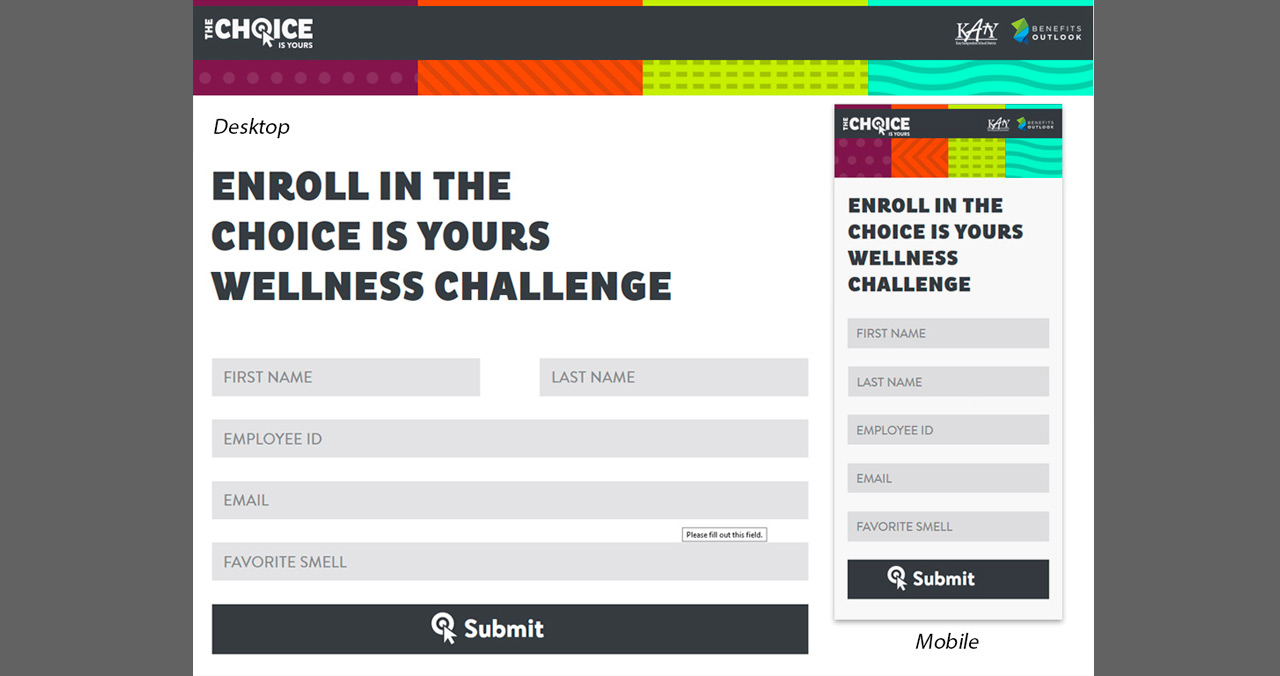 THE CHOICE
IS YOURS
KATY
BENEFITS
OUTLOOK
Desktop
ENROLL IN THE
CHOICE IS YOURS
WELLNESS CHALLENGE
FIRST NAME
LAST NAME
EMPLOYEE ID
EMAIL
Please fill out this field.
FAVORITE SMELL
Submit
THE CHOICE
IS YOURS
KATY
BENEFITS
OUTLOOK
ENROLL IN THE
CHOICE IS YOURS
WELLNESS
CHALLENGE
FIRST NAME
LAST NAME
EMPLOYEE ID
EMAIL
FAVORITE SMELL
Submit
Mobile